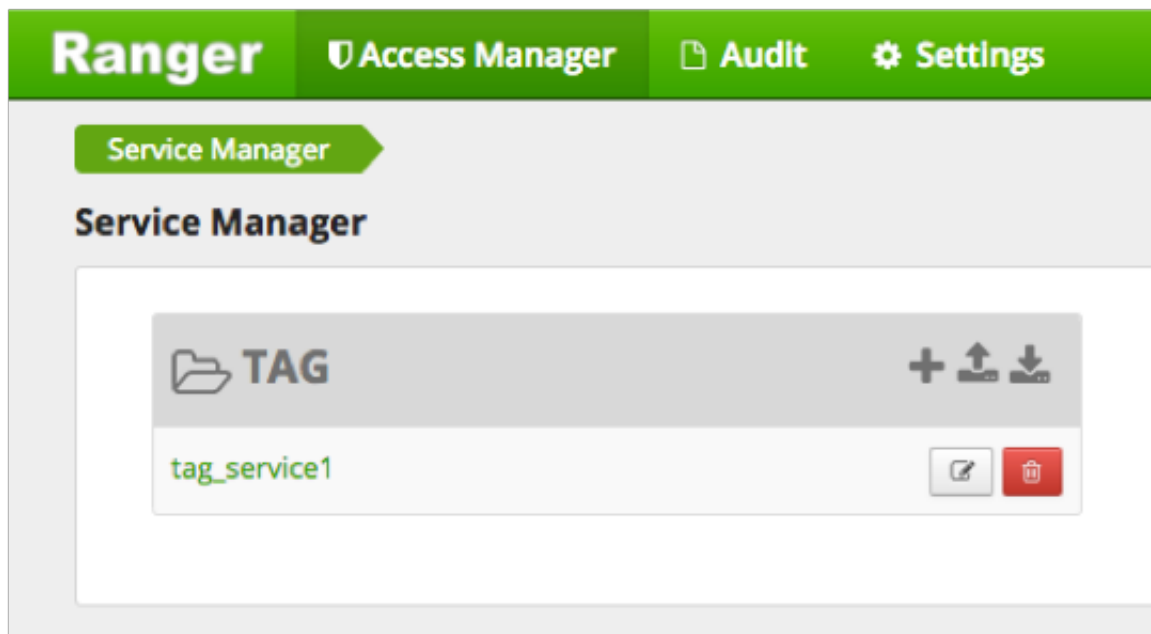 Ranger Access Manager Audit Settings
Service Manager
Service Manager
TAG
tag_service1